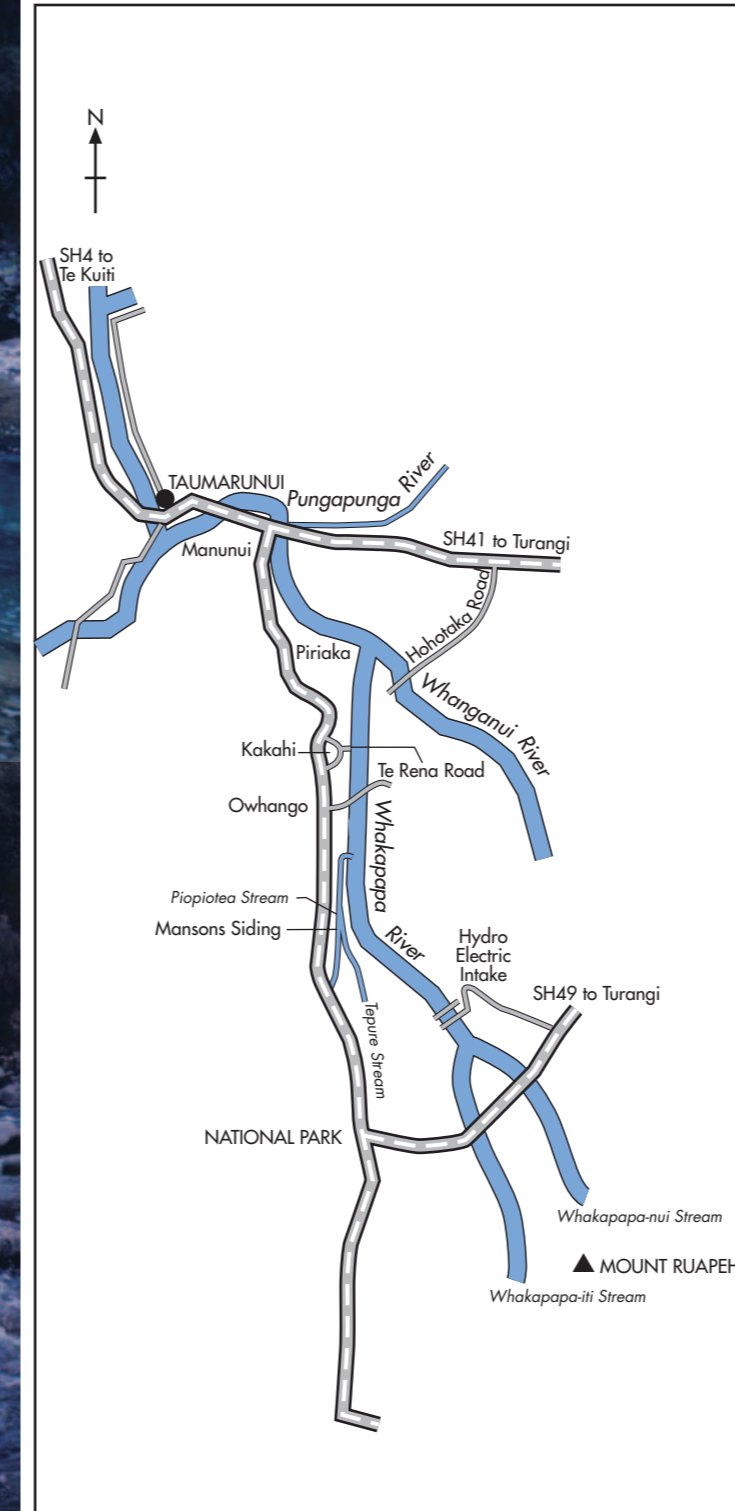 N
SH4 to
Te Kuiti
TAUMARUNUI
Pungapunga River
Manunui
SH41 to Turangi
Hohotaka Road
Piriaka
Whanganui River
Kakahi
Te Rena Road
Owhango
Whakapapa River
Piopiotea Stream
Mansons Siding
Hydro
Electric
Intake
SH49 to Turangi
Tepure Stream
NATIONAL PARK
Whakapapa-nui Stream
MOUNT RUAPEH
Whakapapa-iti Stream